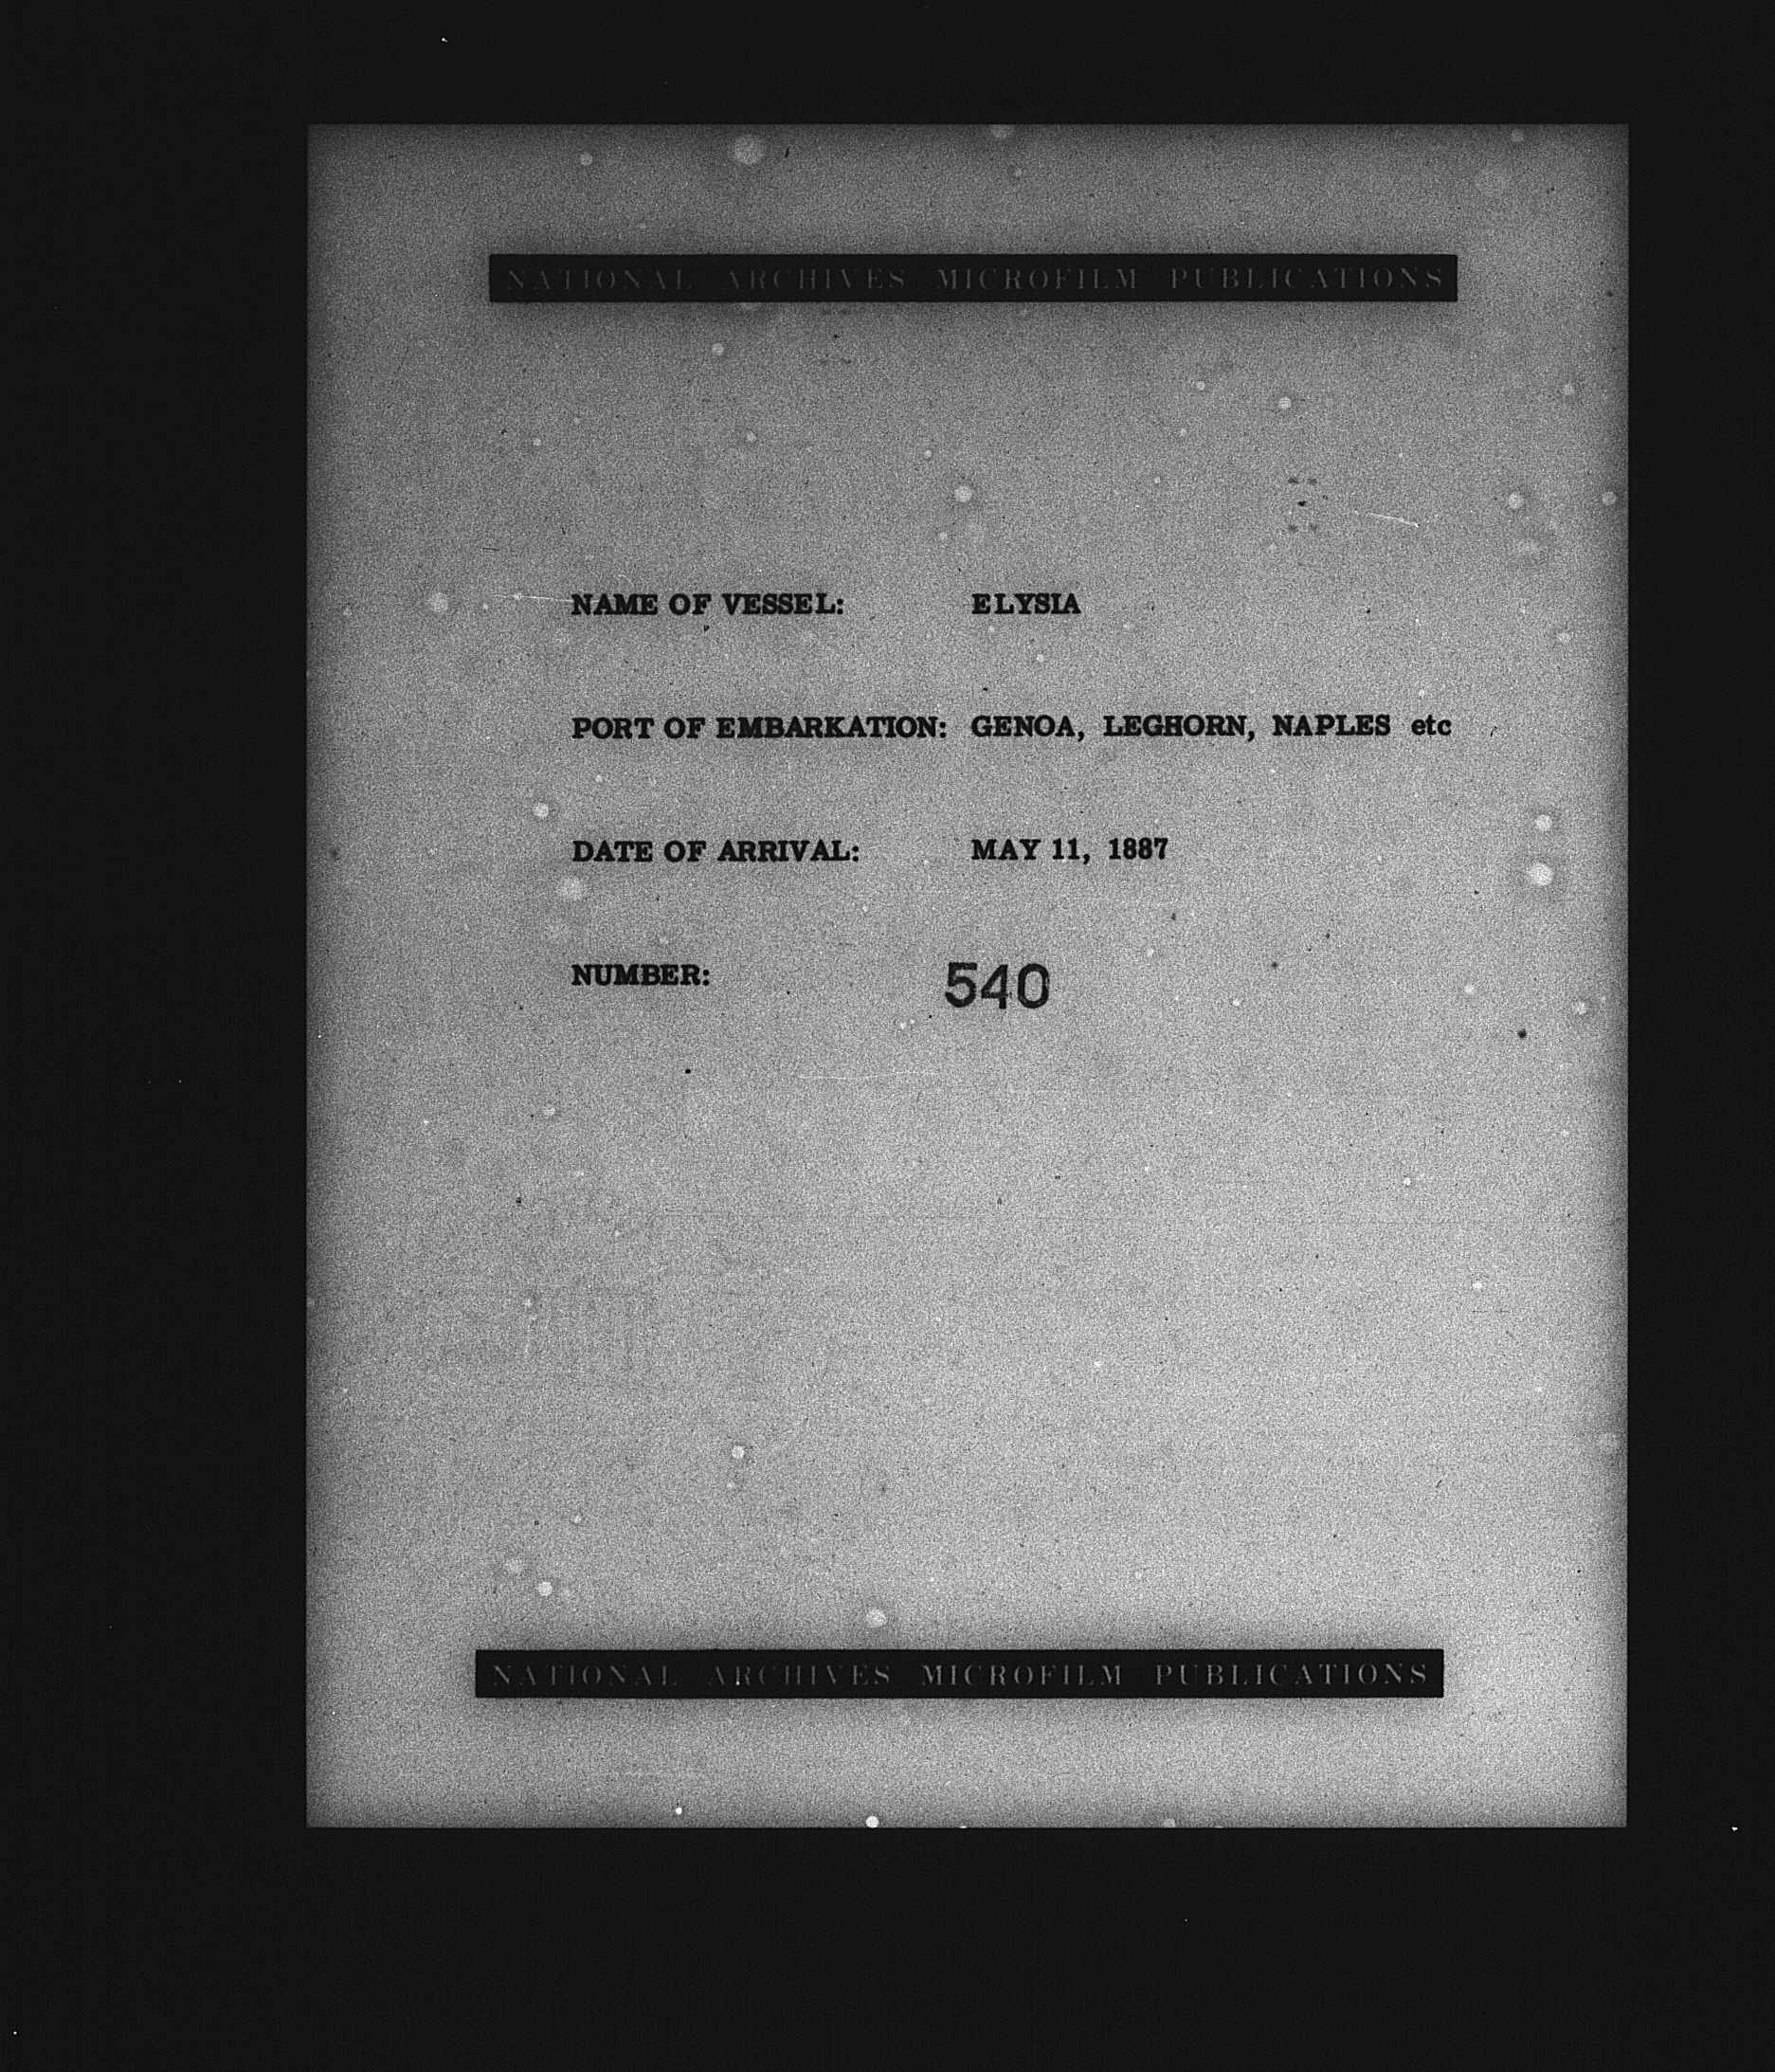 NATIONAL ARCHIVES MICROFILM PUBLICATIONS
NAME OF VESSEL: ELYSIA
PORT OF EMBARKATION: GENOA, LEGHORN, NAPLES etc
DATE OF ARRIVAL: MAY 11, 1887
NUMBER: 540
NATIONAL ARCHIVES MICROFILM PUBLICATIONS